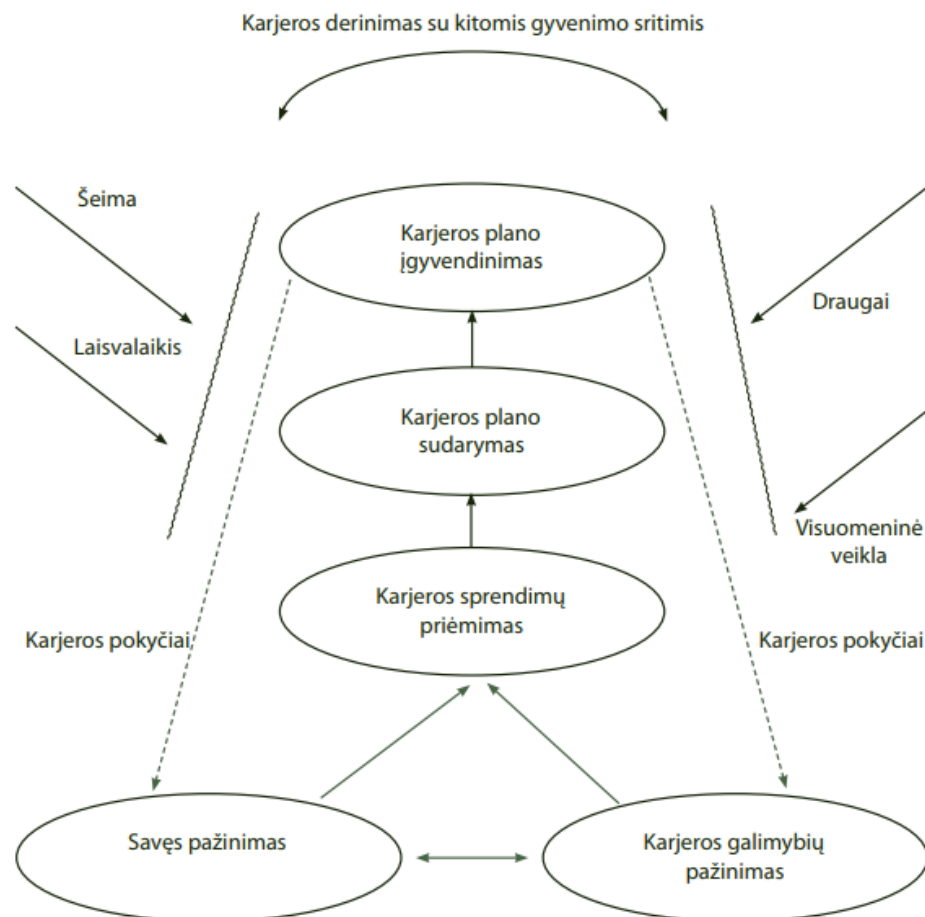 Karjeros derinimas su kitomis gyvenimo sritimis
Šeima
Karjeros plano
įgyvendinimas
Draugai
Laisvalaikis
Karjeros plano
sudarymas
Visuomeninė
veikla
Karjeros sprendimų
priėmimas
Karjeros pokyčiai
Karjeros pokyčiai
Savęs pažinimas
Karjeros galimybių
pažinimas